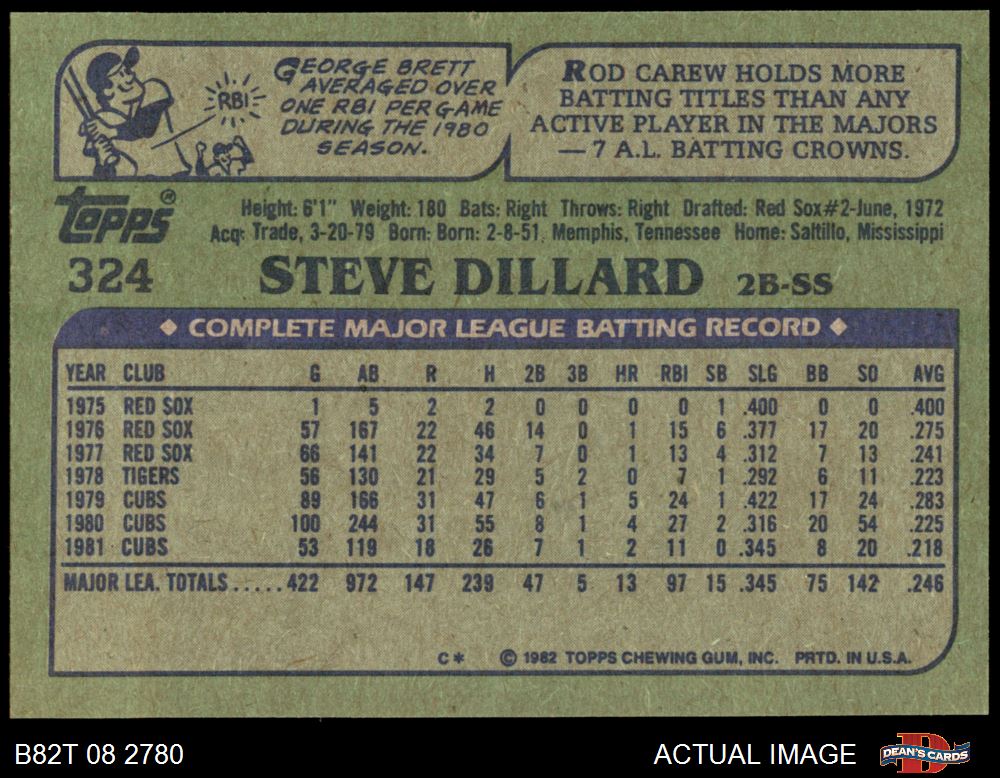 GEORGE BRETT
AVERAGED OVER
ONE RBI PER GAME
DURING THE 1980
SEASON.
RBI
ROD CAREW HOLDS MORE
BATTING TITLES THAN ANY
ACTIVE PLAYER IN THE MAJORS
— 7 A.L. BATTING CROWNS.
Topps®
Height: 6'1" Weight: 180 Bats: Right Throws: Right Drafted: Red Sox#2-June, 1972
Acq: Trade, 3-20-79 Born: Born: 2-8-51, Memphis, Tennessee Home: Saltillo, Mississippi
324 STEVE DILLARD 2B-SS
◆ COMPLETE MAJOR LEAGUE BATTING RECORD ◆
YEAR CLUB G AB R H 2B 3B HR RBI SB SLG BB SO AVG
1975 RED SOX 1 5 2 2 0 0 0 0 1 .400 0 0 .400
1976 RED SOX 57 167 22 46 14 0 1 15 6 .377 17 20 .275
1977 RED SOX 66 141 22 34 7 0 1 13 4 .312 7 13 .241
1978 TIGERS 56 130 21 29 5 2 0 7 1 .292 6 11 .223
1979 CUBS 89 166 31 47 6 1 5 24 1 .422 17 24 .283
1980 CUBS 100 244 31 55 8 1 4 27 2 .316 20 54 .225
1981 CUBS 53 119 18 26 7 1 2 11 0 .345 8 20 .218
MAJOR LEA. TOTALS.....422 972 147 239 47 5 13 97 15 .345 75 142 .246
C* © 1982 TOPPS CHEWING GUM, INC. PRTD. IN U.S.A.
B82T 08 2780 ACTUAL IMAGE DEAN'S CARDS